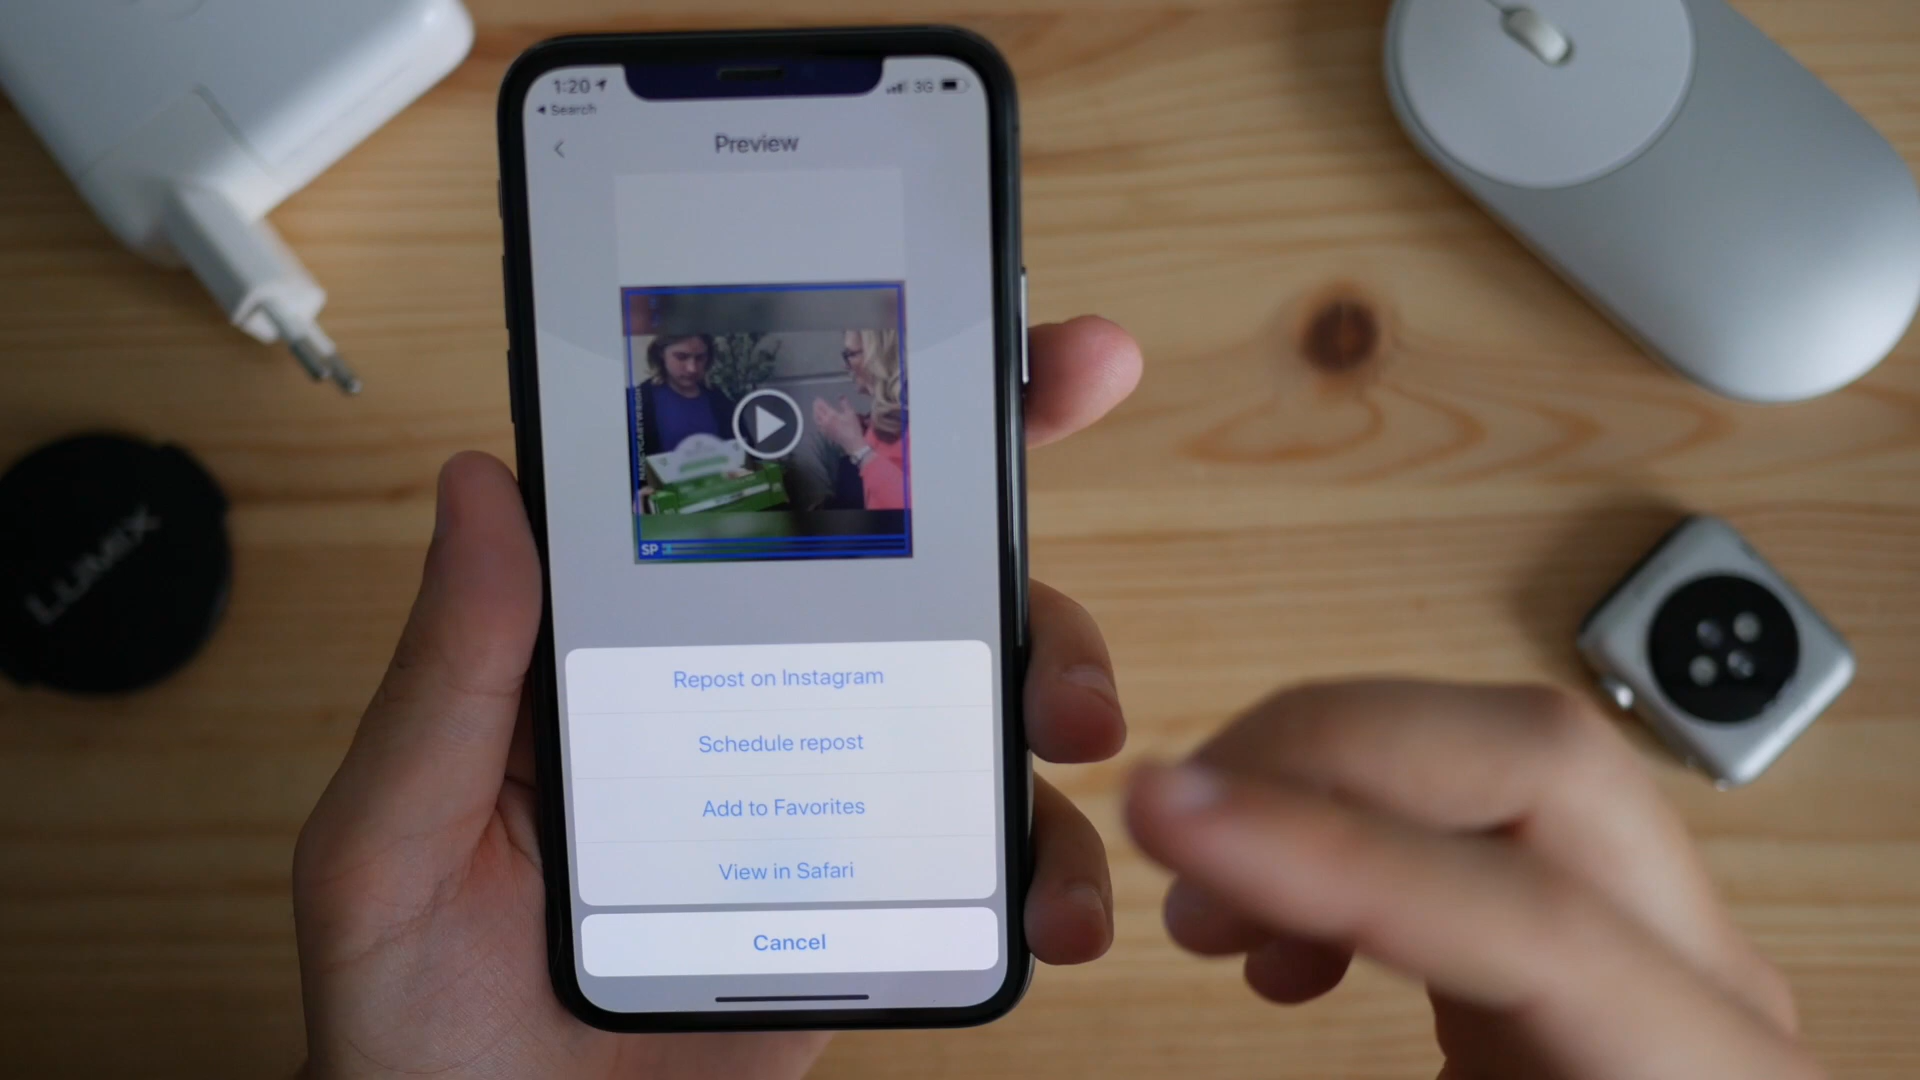 1:20
3G
Search
Preview
NANCYCARTWRIGH
SP
Repost on Instagram
Schedule repost
Add to Favorites
View in Safari
Cancel
LUMIX